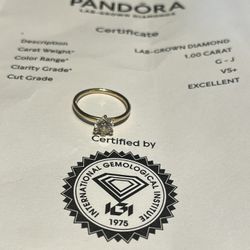 PANDÖRA
LAB-GROWN DIAMONDS
Certificate
Description LAB-GROWN DIAMOND
Carat Weight* 1.00 CARAT
Color Range* G - J
Clarity Grade* VS+
Cut Grade EXCELLENT
Certified by
INTERNATIONAL GEMOLOGICAL INSTITUTE
IGI
1975